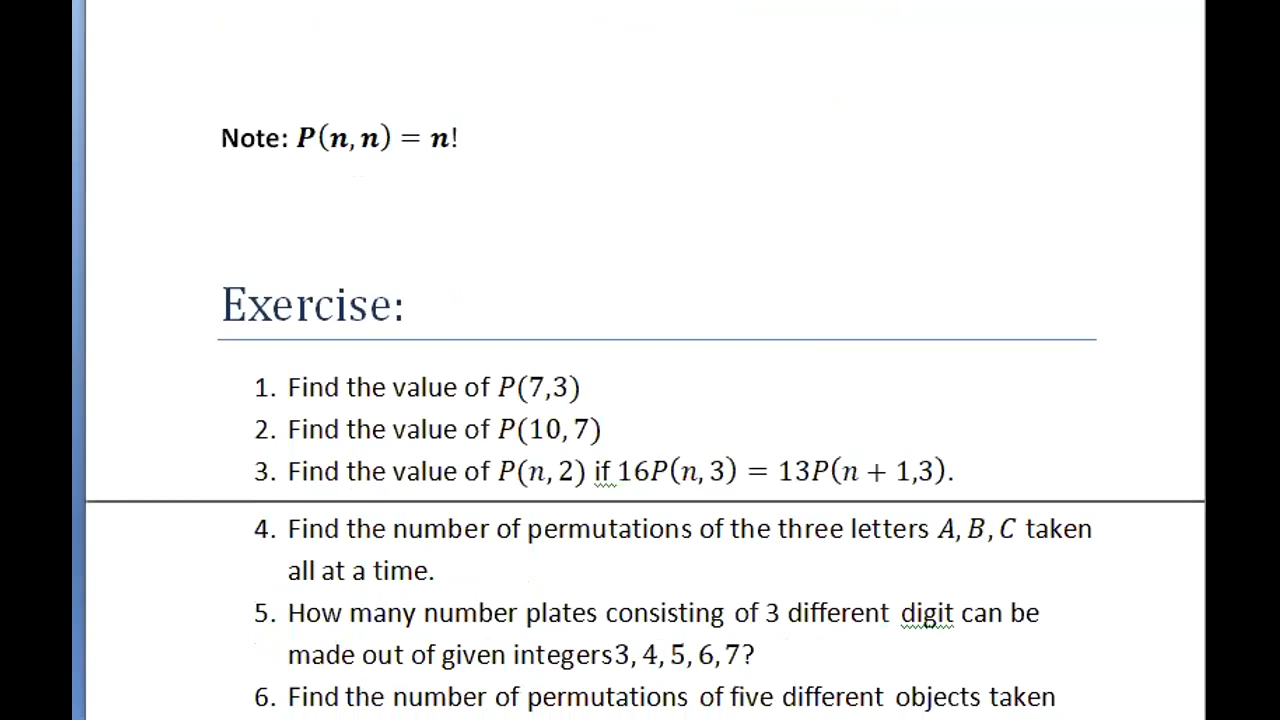 Note: P(n, n) = n!
Exercise:
1. Find the value of P(7,3)
2. Find the value of P(10, 7)
3. Find the value of P(n, 2) if 16P(n, 3) = 13P(n + 1,3).
4. Find the number of permutations of the three letters A, B, C taken
all at a time.
5. How many number plates consisting of 3 different digit can be
made out of given integers3, 4, 5, 6, 7?
6. Find the number of permutations of five different objects taken